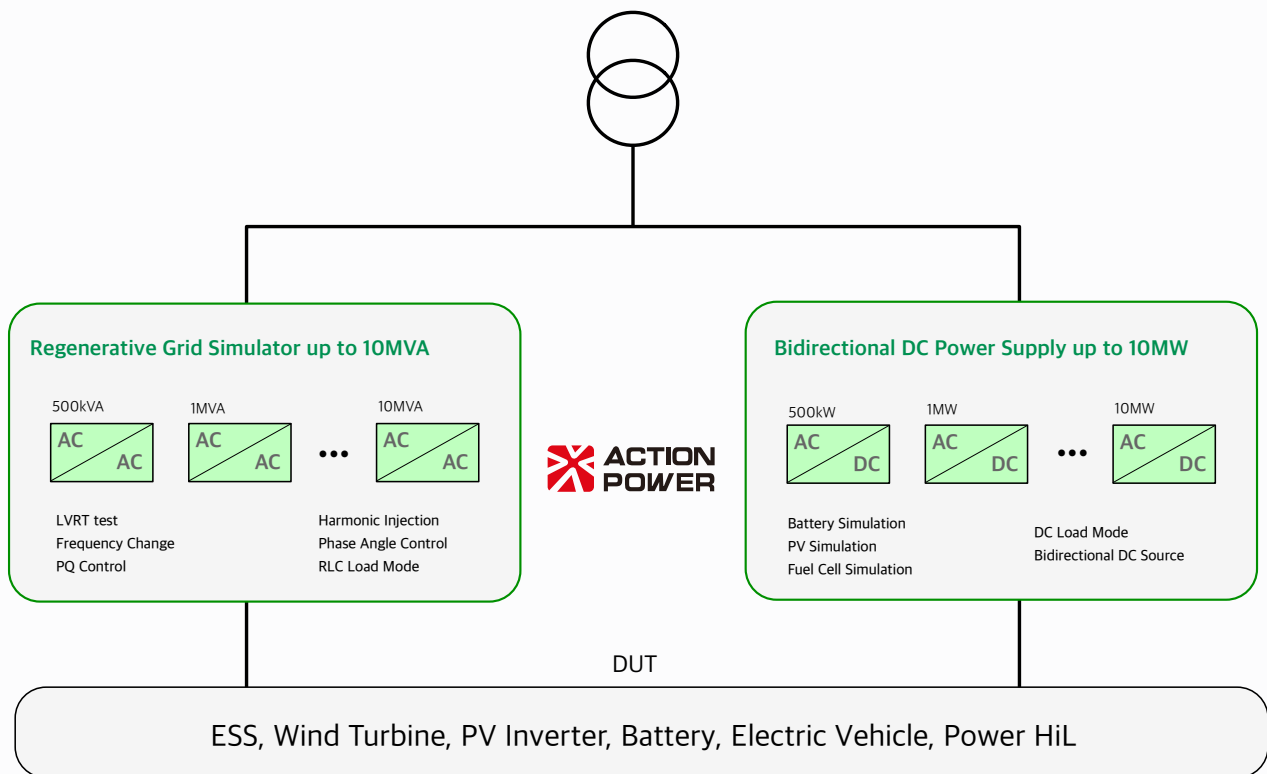 Regenerative Grid Simulator up to 10MVA
500kVA
1MVA
10MVA
AC
AC
AC
AC
•••
AC
AC
LVRT test
Frequency Change
PQ Control
Harmonic Injection
Phase Angle Control
RLC Load Mode
ACTION
POWER
Bidirectional DC Power Supply up to 10MW
500kW
1MW
10MW
AC
DC
AC
DC
•••
AC
DC
Battery Simulation
PV Simulation
Fuel Cell Simulation
DC Load Mode
Bidirectional DC Source
DUT
ESS, Wind Turbine, PV Inverter, Battery, Electric Vehicle, Power HiL